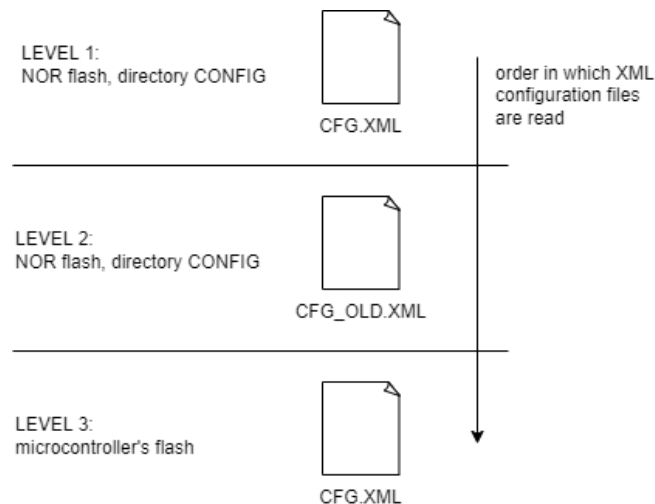 LEVEL 1:
NOR flash, directory CONFIG
CFG.XML
order in which XML
configuration files
are read
LEVEL 2:
NOR flash, directory CONFIG
CFG_OLD.XML
LEVEL 3:
microcontroller's flash
CFG.XML